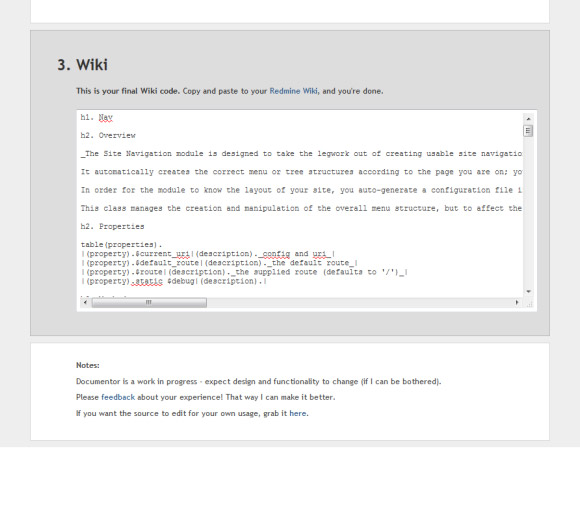 3. Wiki
This is your final Wiki code. Copy and paste to your Redmine Wiki, and you're done.
h1. Nav
h2. Overview
_The Site Navigation module is designed to take the legwork out of creating usable site navigatio
It automatically creates the correct menu or tree structures according to the page you are on; yo
In order for the module to know the layout of your site, you auto-generate a configuration file i
This class manages the creation and manipulation of the overall menu structure, but to affect the
h2. Properties
table(properties).
|(property).$current_uri|(description)._config and uri_|
|(property).$default_route|(description)._the default route_|
|(property).$route|(description)._the supplied route (defaults to '/')_|
|(property).static $debug|(description).|
Notes:
Documentor is a work in progress - expect design and functionality to change (if I can be bothered).
Please feedback about your experience! That way I can make it better.
If you want the source to edit for your own usage, grab it here.